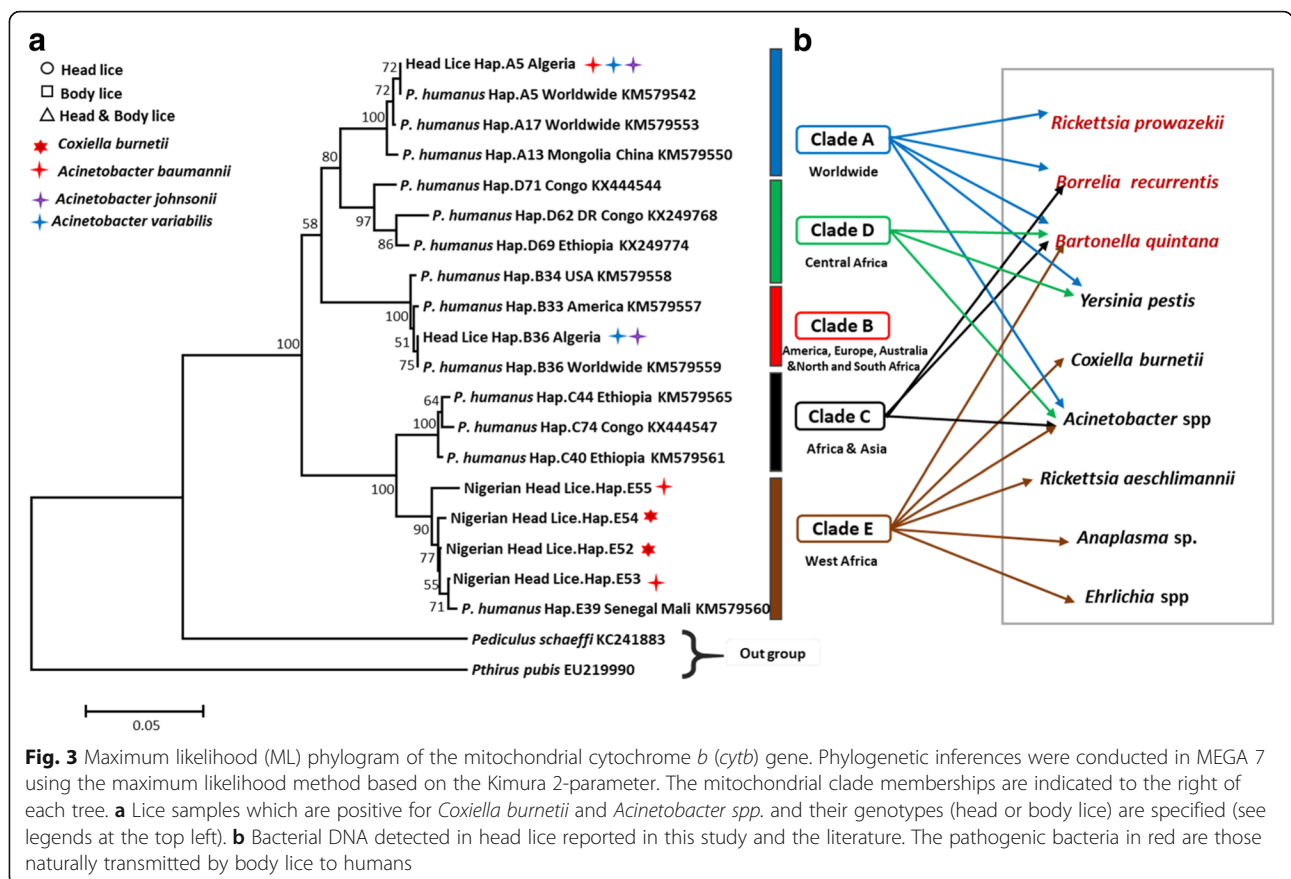 a
b
Head lice
Body lice
Head & Body lice
Coxiella burnetii
Acinetobacter baumannii
Acinetobacter johnsonii
Acinetobacter variabilis
Head Lice Hap.A5 Algeria
P. humanus Hap.A5 Worldwide KM579542
P. humanus Hap.A17 Worldwide KM579553
P. humanus Hap.A13 Mongolia China KM579550
P. humanus Hap.D71 Congo KX444544
P. humanus Hap.D62 DR Congo KX249768
P. humanus Hap.D69 Ethiopia KX249774
P. humanus Hap.B34 USA KM579558
P. humanus Hap.B33 America KM579557
Head Lice Hap.B36 Algeria
P. humanus Hap.B36 Worldwide KM579559
P. humanus Hap.C44 Ethiopia KM579565
P. humanus Hap.C74 Congo KX444547
P. humanus Hap.C40 Ethiopia KM579561
Nigerian Head Lice.Hap.E55
Nigerian Head Lice.Hap.E54
Nigerian Head Lice.Hap.E52
Nigerian Head Lice.Hap.E53
P. humanus Hap.E39 Senegal Mali KM579560
Pediculus schaeffi KC241883
Pthirus pubis EU219990
Out group
72
72
100
80
58
97
86
100
51
75
100
64
100
100
90
77
55
71
0.05
Clade A
Worldwide
Clade D
Central Africa
Clade B
America, Europe, Australia
&North and South Africa
Clade C
Africa & Asia
Clade E
West Africa
Rickettsia prowazekii
Borrelia recurrentis
Bartonella quintana
Yersinia pestis
Coxiella burnetii
Acinetobacter spp
Rickettsia aeschlimannii
Anaplasma sp.
Ehrlichia spp
Fig. 3 Maximum likelihood (ML) phylogram of the mitochondrial cytochrome b (cytb) gene. Phylogenetic inferences were conducted in MEGA 7
using the maximum likelihood method based on the Kimura 2-parameter. The mitochondrial clade memberships are indicated to the right of
each tree. a Lice samples which are positive for Coxiella burnetii and Acinetobacter spp. and their genotypes (head or body lice) are specified (see
legends at the top left). b Bacterial DNA detected in head lice reported in this study and the literature. The pathogenic bacteria in red are those
naturally transmitted by body lice to humans